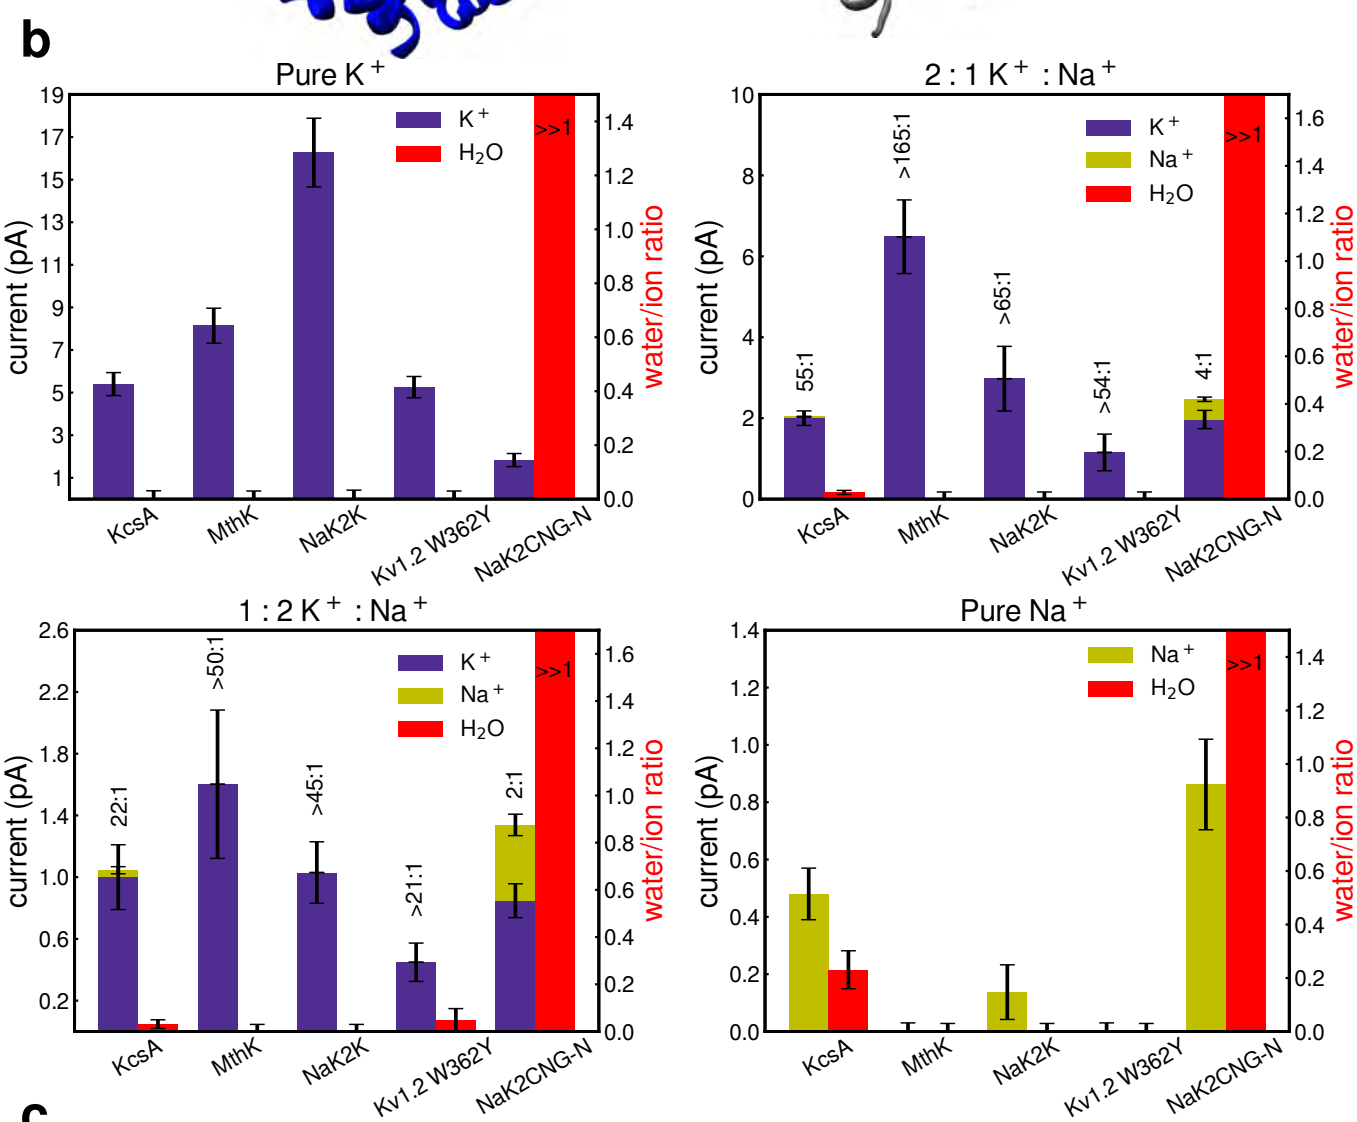 b
Pure K⁺
19
17
15
13
11
9
7
5
3
1
current (pA)
K⁺
H₂O
>>1
1.4
1.2
1.0
0.8
0.6
0.4
0.2
0.0
water/ion ratio
KcsA
MthK
NaK2K
Kv1.2 W362Y
NaK2CNG-N
2 : 1 K⁺ : Na⁺
10
8
6
4
2
0
current (pA)
55:1
>165:1
>65:1
>54:1
4:1
K⁺
Na⁺
H₂O
>>1
1.6
1.4
1.2
1.0
0.8
0.6
0.4
0.2
0.0
water/ion ratio
KcsA
MthK
NaK2K
Kv1.2 W362Y
NaK2CNG-N
1 : 2 K⁺ : Na⁺
2.6
2.2
1.8
1.4
1.0
0.6
0.2
current (pA)
22:1
>50:1
>45:1
>21:1
2:1
K⁺
Na⁺
H₂O
>>1
1.6
1.4
1.2
1.0
0.8
0.6
0.4
0.2
0.0
water/ion ratio
KcsA
MthK
NaK2K
Kv1.2 W362Y
NaK2CNG-N
Pure Na⁺
1.4
1.2
1.0
0.8
0.6
0.4
0.2
0.0
current (pA)
Na⁺
H₂O
>>1
1.4
1.2
1.0
0.8
0.6
0.4
0.2
0.0
water/ion ratio
KcsA
MthK
NaK2K
Kv1.2 W362Y
NaK2CNG-N
c